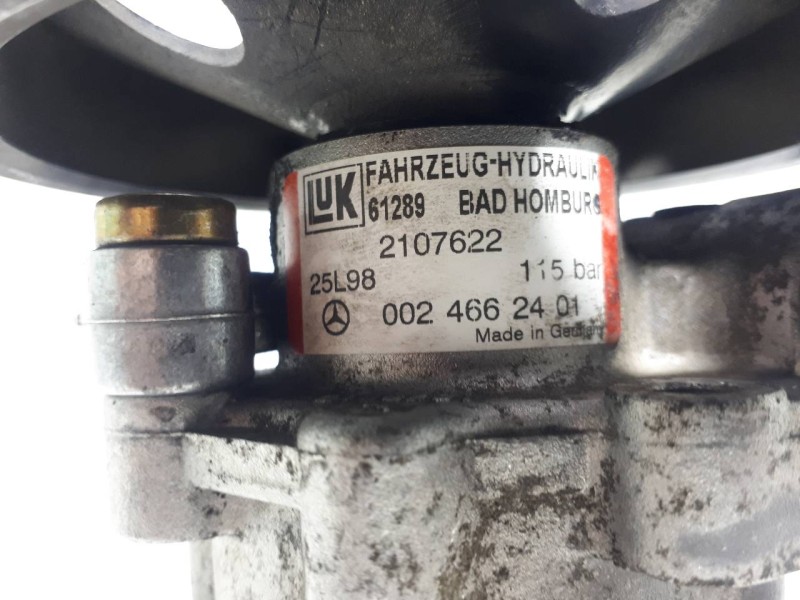 LuK FAHRZEUG-HYDRAULIK
61289 BAD HOMBURG
2107622
25L98 115 bar
002 466 24 01
Made in Germany